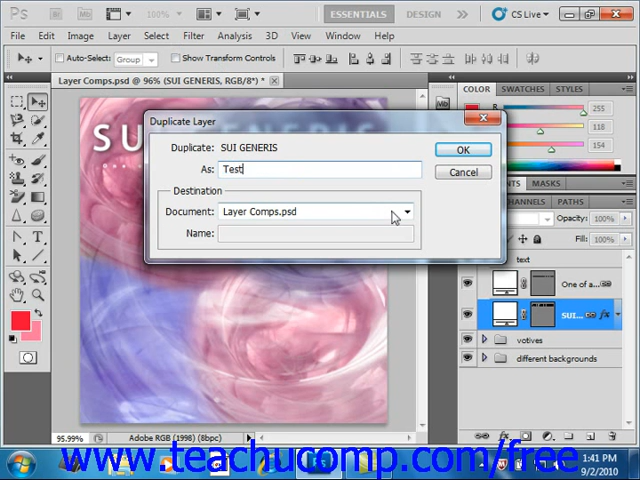 Ps
Mb
150%
ESSENTIALS
DESIGN
CS Live
File Edit Image Layer Select Filter Analysis 3D View Window Help
Auto-Select: Group Show Transform Controls
Layer Comps.psd @ 96% (SUI GENERIS, RGB/8*) *
COLOR SWATCHES STYLES
255
118
154
SUI GENERIS
Duplicate Layer
Duplicate: SUI GENERIS
As: Test
OK
Cancel
Destination
Document: Layer Comps.psd
Name:
MASKS
CHANNELS PATHS
Opacity: 100%
Fill: 100%
text
One of a...
SUI... fx
votives
different backgrounds
95.99% Adobe RGB (1998) (8bpc)
www.teachucomp.com/free
1:41 PM
9/2/2010